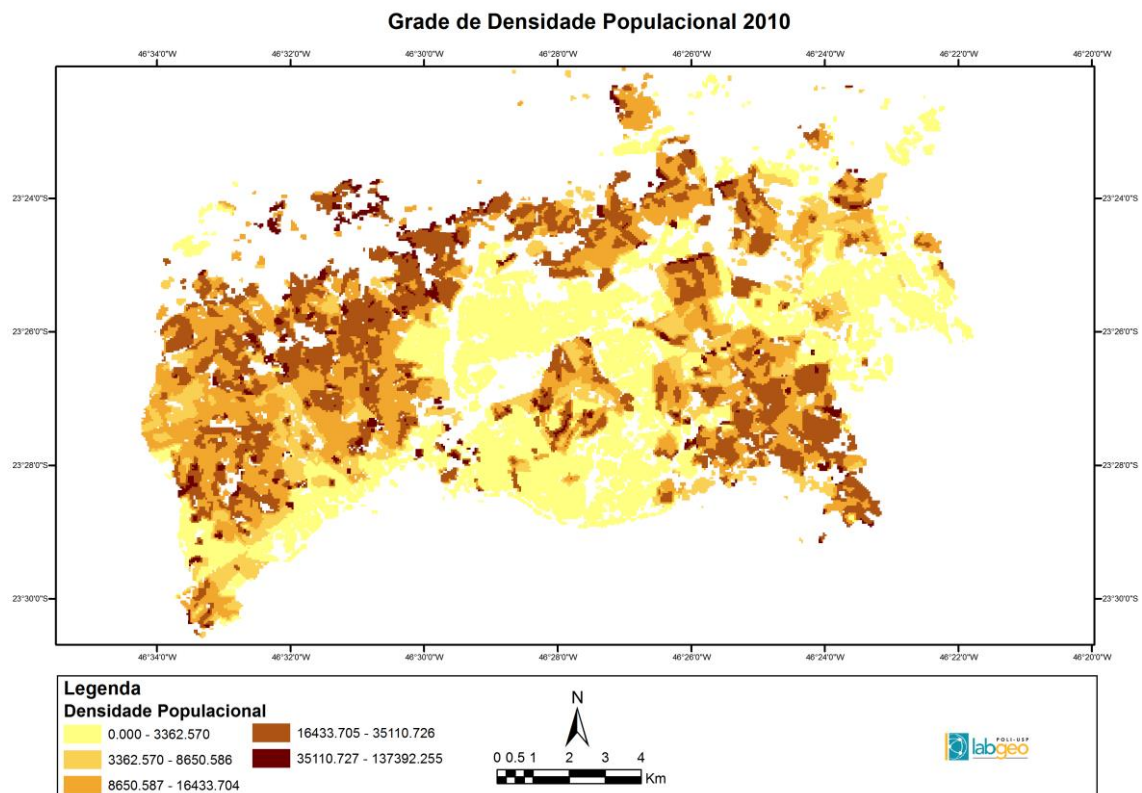 Grade de Densidade Populacional 2010
46°34'0"W 46°32'0"W 46°30'0"W 46°28'0"W 46°26'0"W 46°24'0"W 46°22'0"W 46°20'0"W
23°24'0"S 23°24'0"S
23°26'0"S 23°26'0"S
23°28'0"S 23°28'0"S
23°30'0"S 23°30'0"S
46°34'0"W 46°32'0"W 46°30'0"W 46°28'0"W 46°26'0"W 46°24'0"W 46°22'0"W 46°20'0"W
Legenda
Densidade Populacional
0.000 - 3362.570
3362.570 - 8650.586
8650.587 - 16433.704
16433.705 - 35110.726
35110.727 - 137392.255
N
0 0.5 1 2 3 4
Km
POLI-USP
labgeo